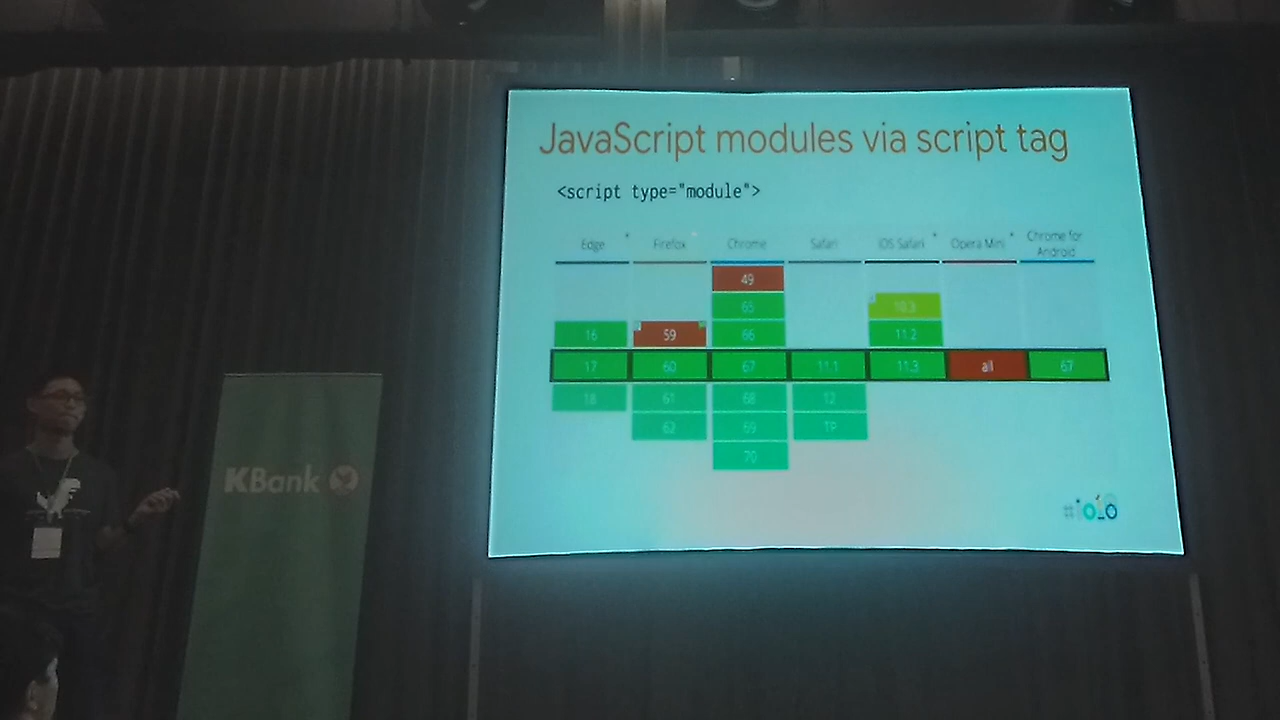 JavaScript modules via script tag
<script type="module">
Edge * Firefox Chrome Safari iOS Safari * Opera Mini * Chrome for Android
49
65 10.3
16 59 66 11.2
17 60 67 11.1 11.3 all 67
18 61 68 12
62 69 TP
70
#io18
KBank